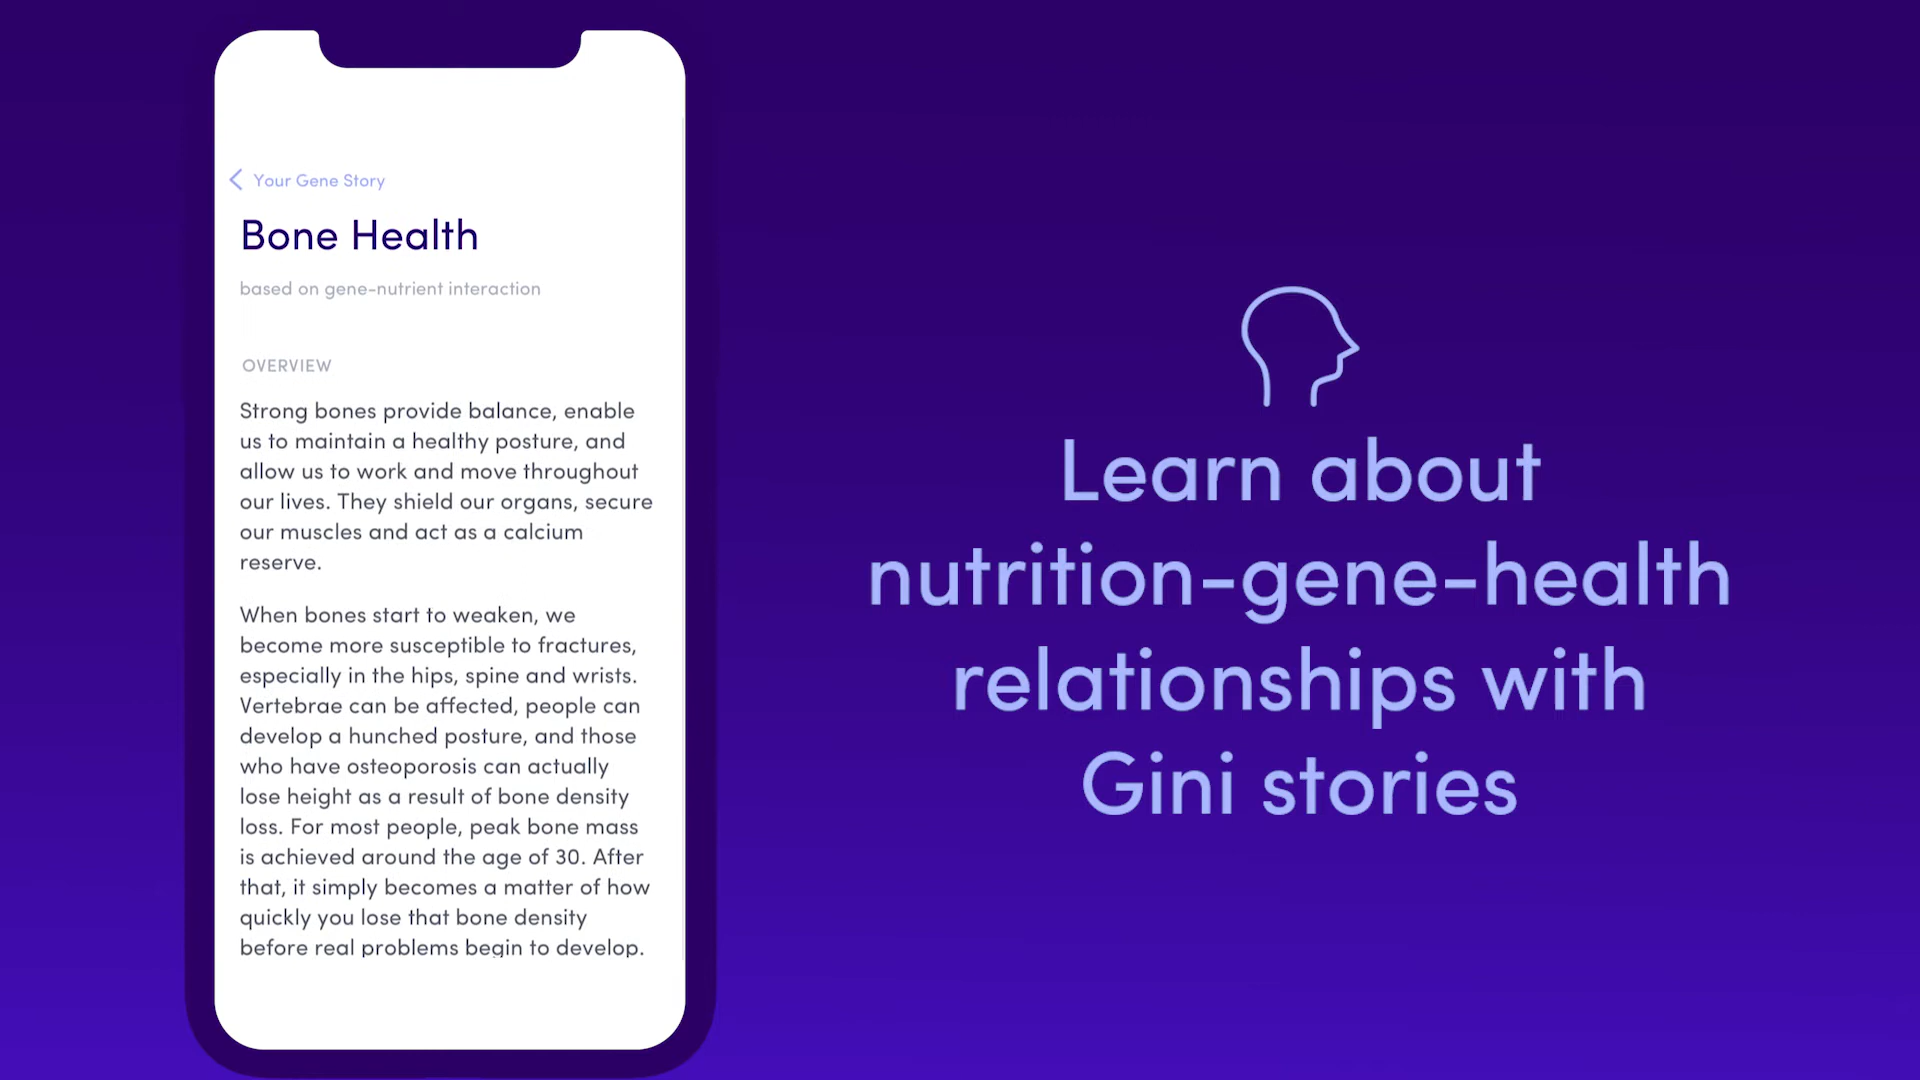 Your Gene Story
Bone Health
based on gene-nutrient interaction
OVERVIEW
Strong bones provide balance, enable
us to maintain a healthy posture, and
allow us to work and move throughout
our lives. They shield our organs, secure
our muscles and act as a calcium
reserve.
When bones start to weaken, we
become more susceptible to fractures,
especially in the hips, spine and wrists.
Vertebrae can be affected, people can
develop a hunched posture, and those
who have osteoporosis can actually
lose height as a result of bone density
loss. For most people, peak bone mass
is achieved around the age of 30. After
that, it simply becomes a matter of how
quickly you lose that bone density
before real problems begin to develop.
Learn about
nutrition-gene-health
relationships with
Gini stories